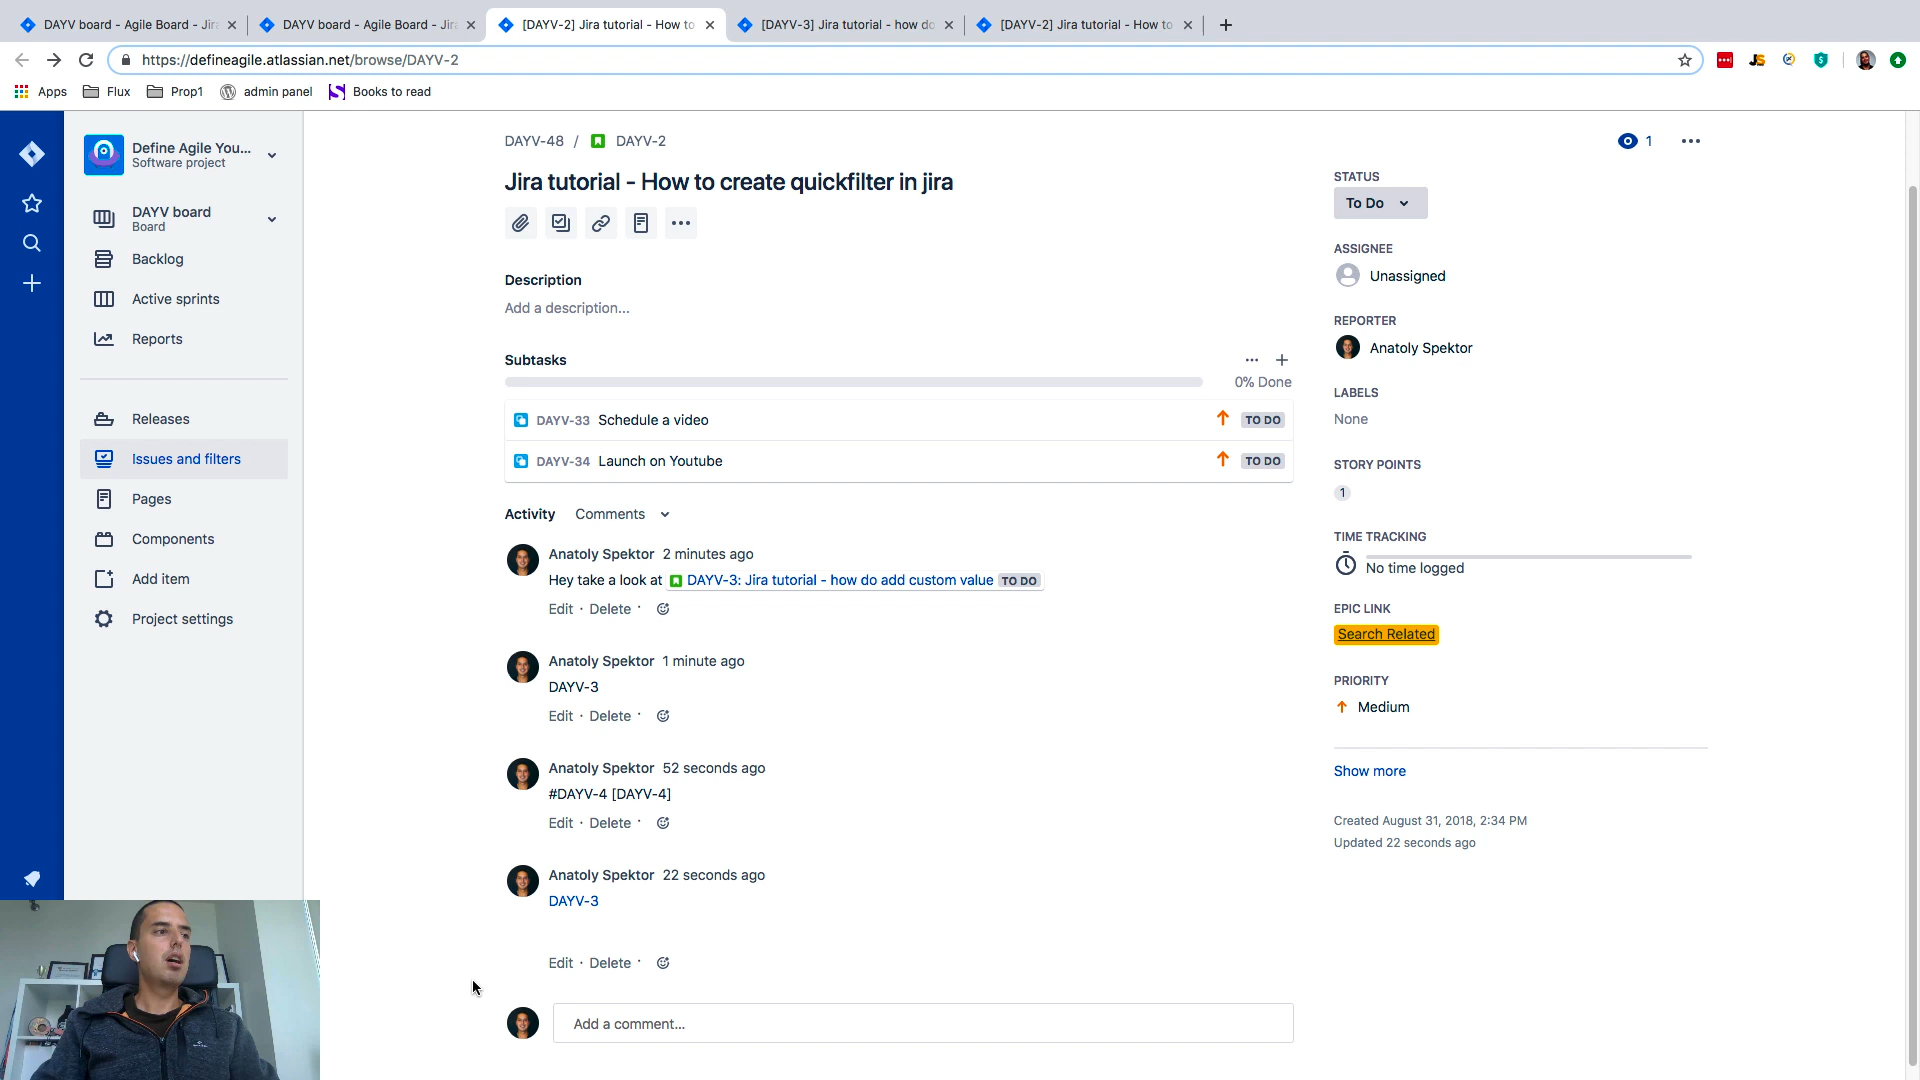 DAYV board - Agile Board - Jir
DAYV board - Agile Board - Jir
[DAYV-2] Jira tutorial - How to
[DAYV-3] Jira tutorial - how do
[DAYV-2] Jira tutorial - How to
https://defineagile.atlassian.net/browse/DAYV-2
JS
Apps
Flux
Prop1
admin panel
Books to read
Define Agile You...
Software project
DAYV board
Board
Backlog
Active sprints
Reports
Releases
Issues and filters
Pages
Components
Add item
Project settings
DAYV-48 / DAYV-2
1
Jira tutorial - How to create quickfilter in jira
Description
Add a description...
Subtasks
0% Done
DAYV-33 Schedule a video TO DO
DAYV-34 Launch on Youtube TO DO
Activity Comments
Anatoly Spektor 2 minutes ago
Hey take a look at DAYV-3: Jira tutorial - how do add custom value TO DO
Edit · Delete ·
Anatoly Spektor 1 minute ago
DAYV-3
Edit · Delete ·
Anatoly Spektor 52 seconds ago
#DAYV-4 [DAYV-4]
Edit · Delete ·
Anatoly Spektor 22 seconds ago
DAYV-3
Edit · Delete ·
Add a comment...
STATUS
To Do
ASSIGNEE
Unassigned
REPORTER
Anatoly Spektor
LABELS
None
STORY POINTS
1
TIME TRACKING
No time logged
EPIC LINK
Search Related
PRIORITY
Medium
Show more
Created August 31, 2018, 2:34 PM
Updated 22 seconds ago